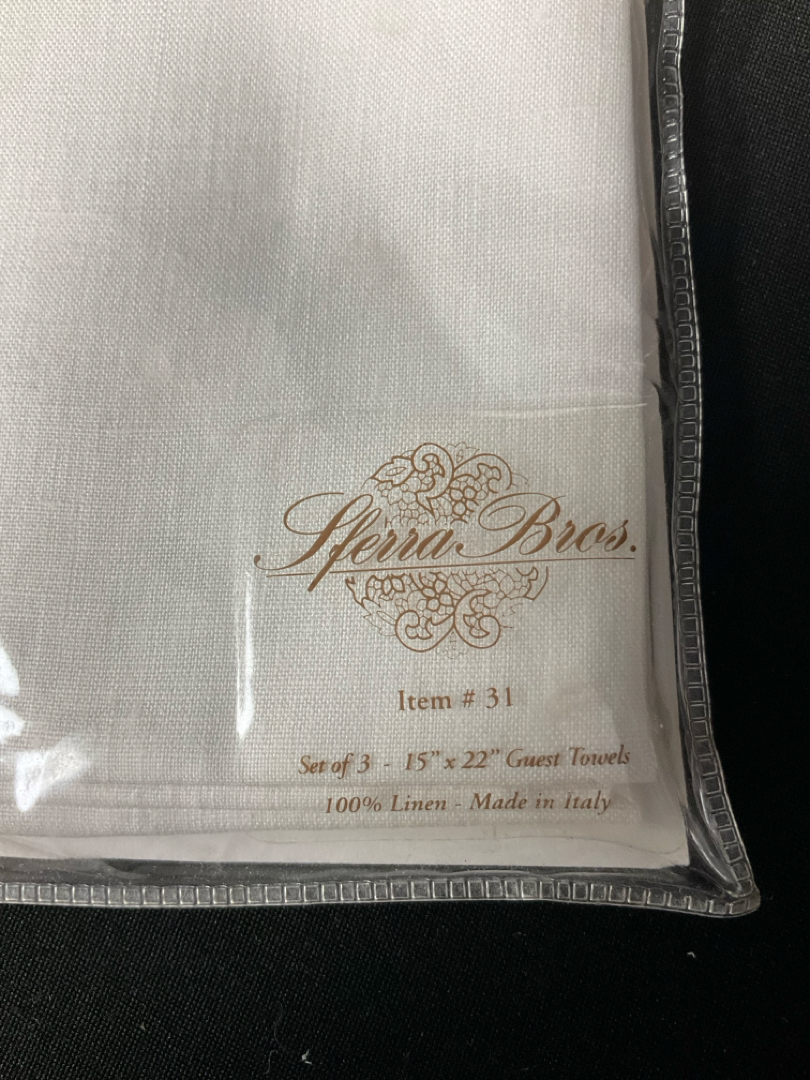 Sferra Bros.
Item # 31
Set of 3 - 15” x 22” Guest Towels
100% Linen - Made in Italy